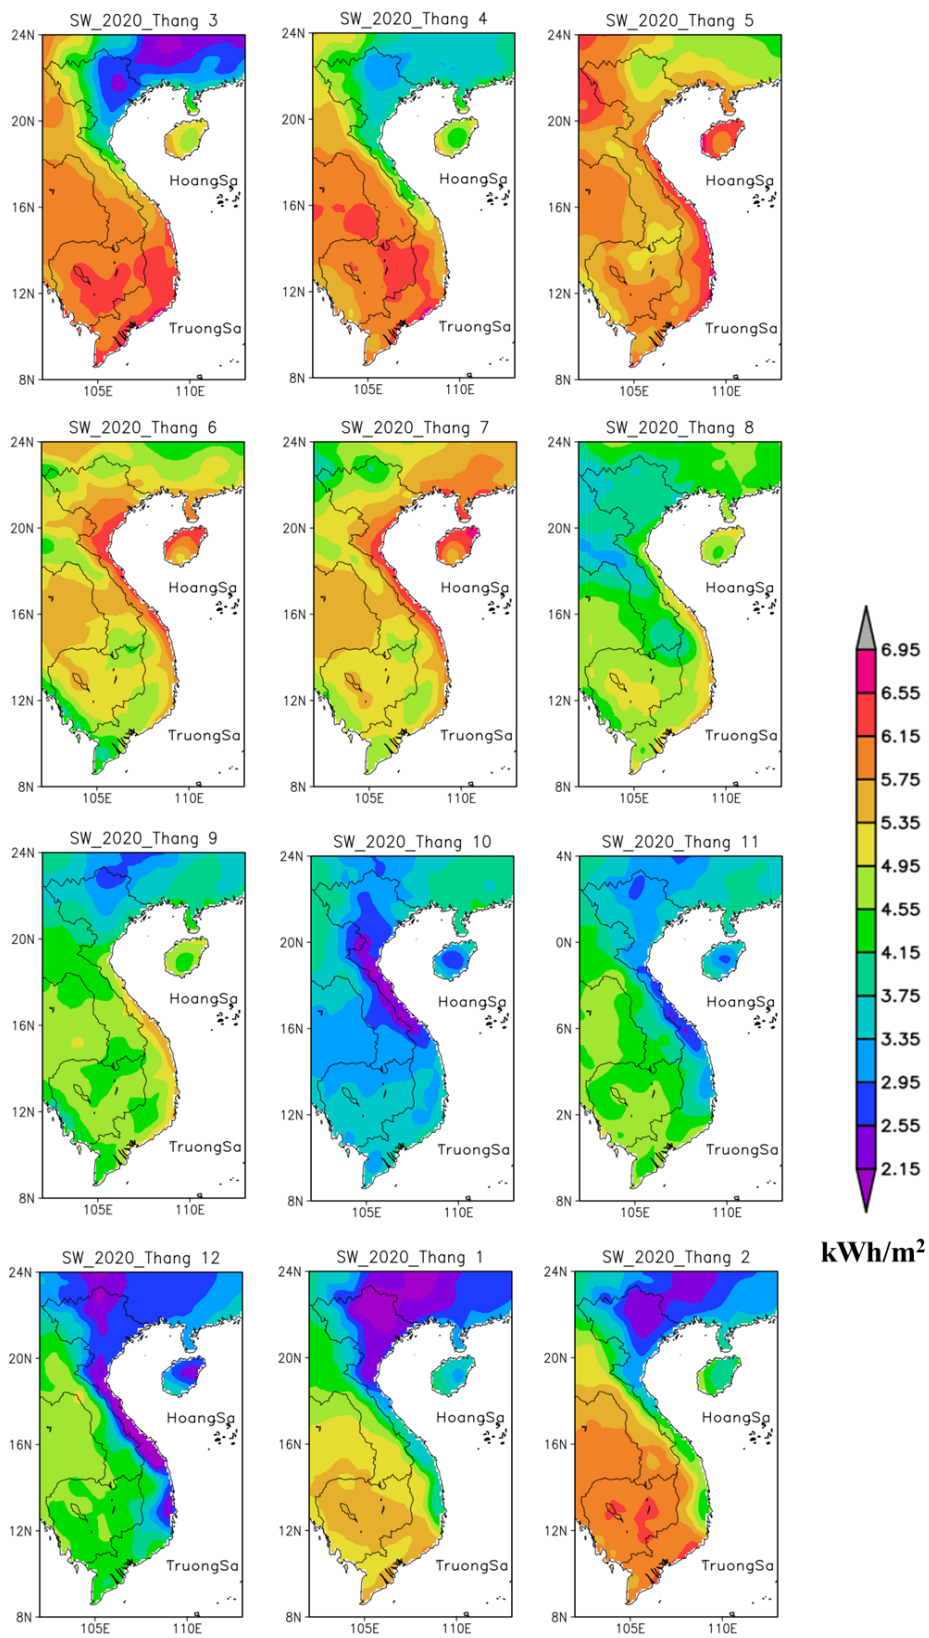 SW_2020_Thang 3
SW_2020_Thang 4
SW_2020_Thang 5
24N
20N
16N
12N
8N
105E
110E
HoangSa
TruongSa
24N
20N
16N
12N
8N
105E
110E
HoangSa
TruongSa
24N
20N
16N
12N
8N
105E
110E
HoangSa
TruongSa
SW_2020_Thang 6
SW_2020_Thang 7
SW_2020_Thang 8
24N
20N
16N
12N
8N
105E
110E
HoangSa
TruongSa
24N
20N
16N
12N
8N
105E
110E
HoangSa
TruongSa
24N
20N
16N
12N
8N
105E
110E
HoangSa
TruongSa
SW_2020_Thang 9
SW_2020_Thang 10
SW_2020_Thang 11
24N
20N
16N
12N
8N
105E
110E
HoangSa
TruongSa
24N
20N
16N
12N
8N
105E
110E
HoangSa
TruongSa
4N
0N
6N
2N
8N
105E
110E
HoangSa
TruongSa
SW_2020_Thang 12
SW_2020_Thang 1
SW_2020_Thang 2
24N
20N
16N
12N
8N
105E
110E
HoangSa
TruongSa
24N
20N
16N
12N
8N
105E
110E
HoangSa
TruongSa
24N
20N
16N
12N
8N
105E
110E
HoangSa
TruongSa
6.95
6.55
6.15
5.75
5.35
4.95
4.55
4.15
3.75
3.35
2.95
2.55
2.15
kWh/m²